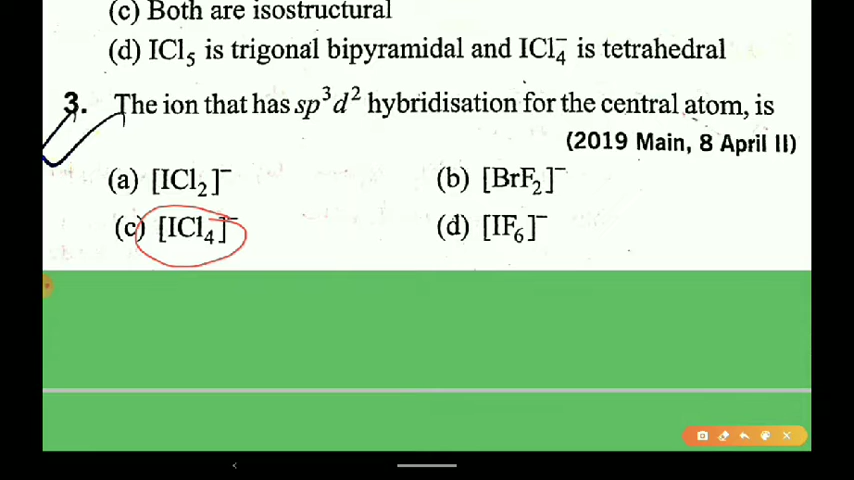 (c) Both are isostructural
(d) ICl₅ is trigonal bipyramidal and ICl₄⁻ is tetrahedral
3. The ion that has sp³d² hybridisation for the central atom, is
(2019 Main, 8 April II)
(a) [ICl₂]⁻ (b) [BrF₂]⁻
(c) [ICl₄]⁻ (d) [IF₆]⁻